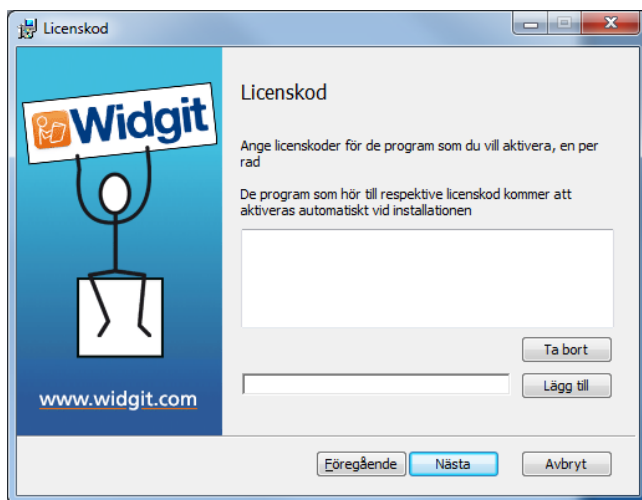 Licenskod
Widgit
Licenskod
Ange licenskoder för de program som du vill aktivera, en per
rad
De program som hör till respektive licenskod kommer att
aktiveras automatiskt vid installationen
Ta bort
Lägg till
www.widgit.com
Föregående
Nästa
Avbryt